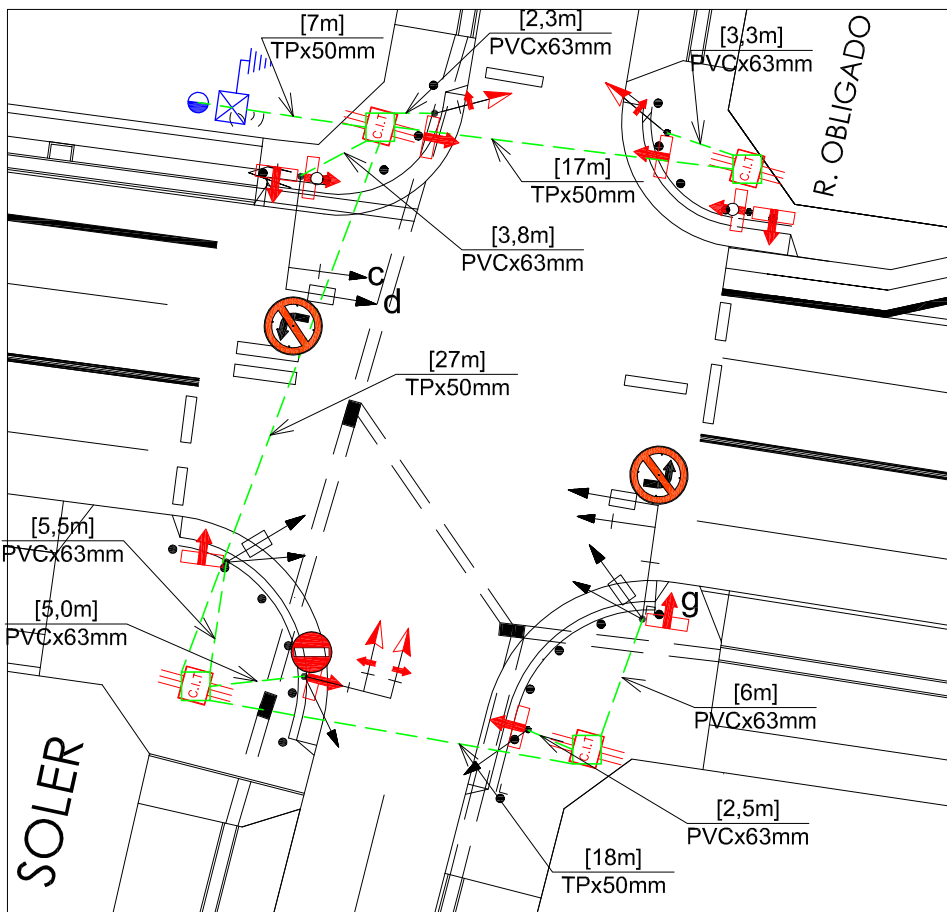 [7m]
TPx50mm
[2,3m]
PVCx63mm
[3,3m]
PVCx63mm
R. OBLIGADO
C.I.T
C.I.T
[17m]
TPx50mm
[3,8m]
PVCx63mm
c
d
[27m]
TPx50mm
[5,5m]
PVCx63mm
[5,0m]
PVCx63mm
g
C.I.T
C.I.T
[6m]
PVCx63mm
SOLER
[2,5m]
PVCx63mm
[18m]
TPx50mm